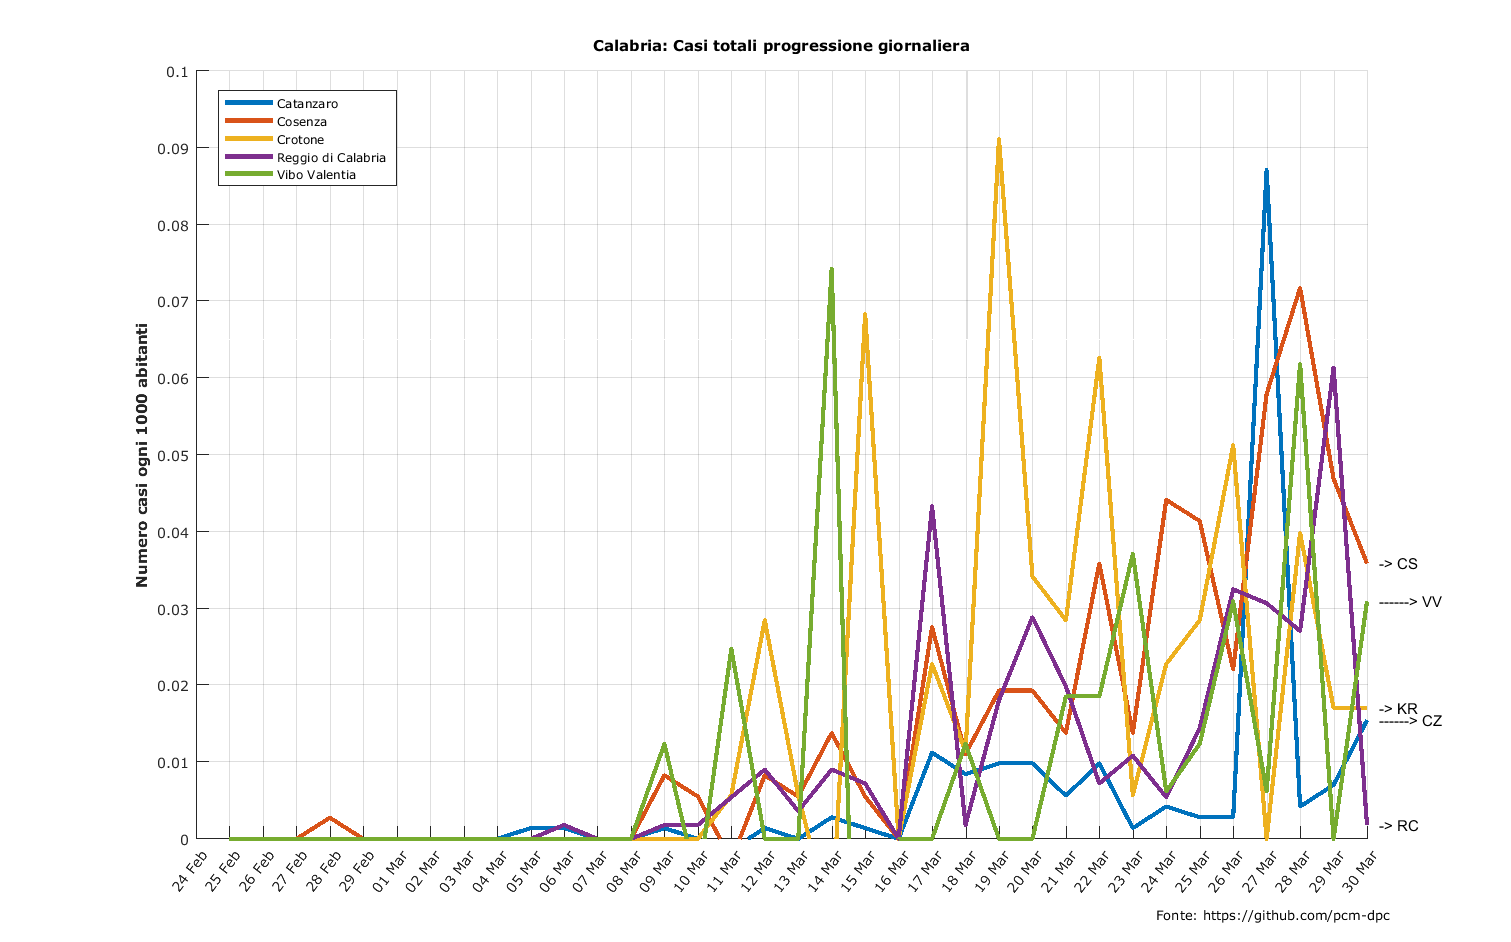 Calabria: Casi totali progressione giornaliera
0.1
0.09
0.08
0.07
0.06
0.05
0.04
0.03
0.02
0.01
0
Numero casi ogni 1000 abitanti
Catanzaro
Cosenza
Crotone
Reggio di Calabria
Vibo Valentia
-> CS
------> VV
-> KR
------> CZ
-> RC
24 Feb
25 Feb
26 Feb
27 Feb
28 Feb
29 Feb
01 Mar
02 Mar
03 Mar
04 Mar
05 Mar
06 Mar
07 Mar
08 Mar
09 Mar
10 Mar
11 Mar
12 Mar
13 Mar
14 Mar
15 Mar
16 Mar
17 Mar
18 Mar
19 Mar
20 Mar
21 Mar
22 Mar
23 Mar
24 Mar
25 Mar
26 Mar
27 Mar
28 Mar
29 Mar
30 Mar
Fonte: https://github.com/pcm-dpc